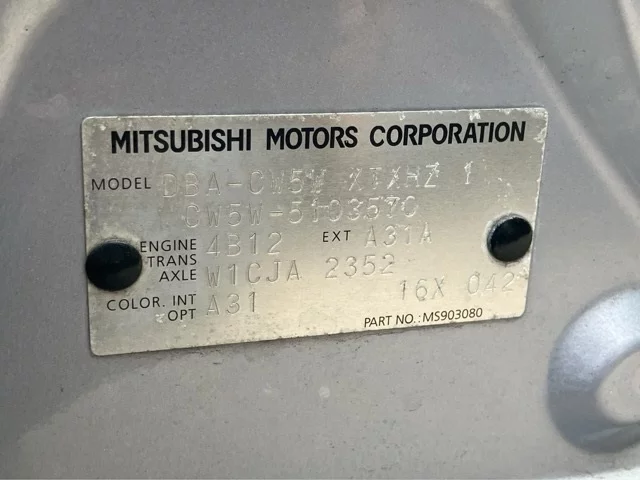 MITSUBISHI MOTORS CORPORATION
MODEL DBA-CW5W XTXHZ 1
CW5W-5103570
ENGINE 4B12 EXT A31A
TRANS
AXLE W1CJA 2352
COLOR. INT A31 16X 042
OPT
PART NO.: MS903080